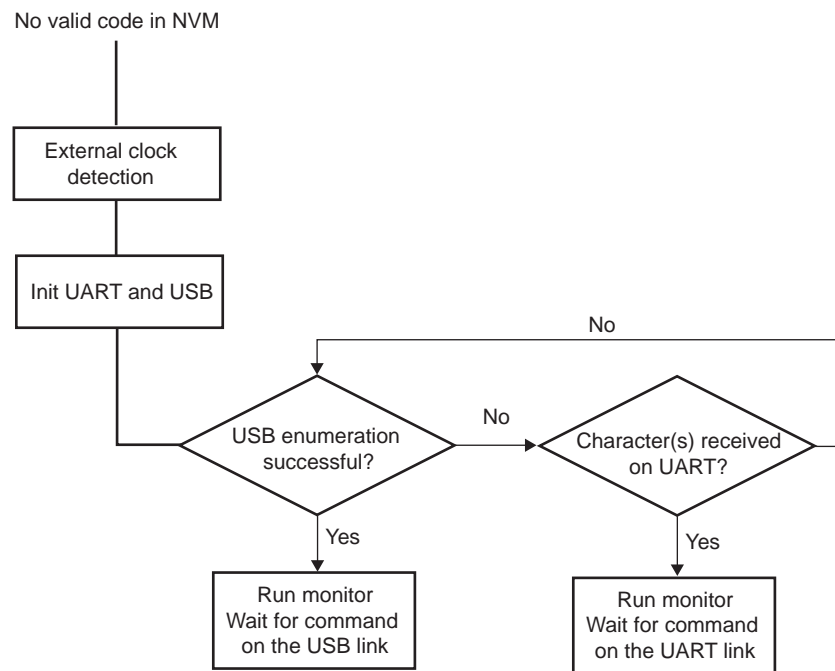 No valid code in NVM
External clock
detection
Init UART and USB
No
USB enumeration
successful?
No
Character(s) received
on UART?
Yes
Yes
Run monitor
Wait for command
on the USB link
Run monitor
Wait for command
on the UART link